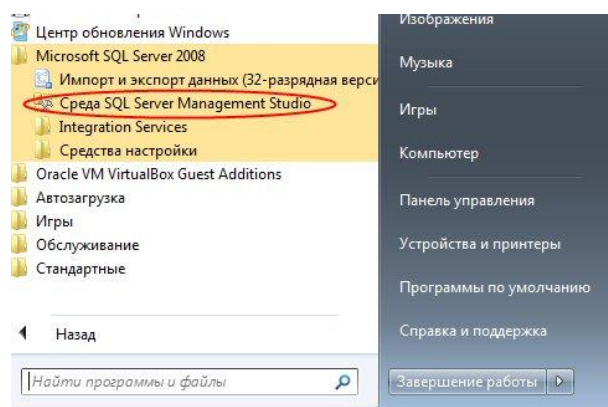 Центр обновления Windows
Microsoft SQL Server 2008
Импорт и экспорт данных (32-разрядная верси
Среда SQL Server Management Studio
Integration Services
Средства настройки
Oracle VM VirtualBox Guest Additions
Автозагрузка
Игры
Обслуживание
Стандартные
Назад
Найти программы и файлы
Изображения
Музыка
Игры
Компьютер
Панель управления
Устройства и принтеры
Программы по умолчанию
Справка и поддержка
Завершение работы